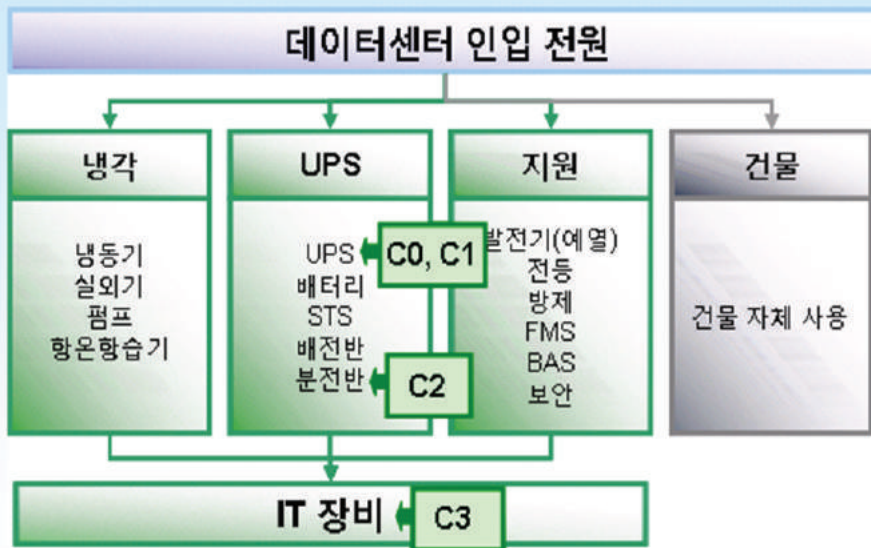 데이터센터 인입 전원
냉각
냉동기
실외기
펌프
항온항습기
UPS
UPS
배터리
STS
배전반
분전반
C0, C1
C2
지원
발전기(예열)
전등
방제
FMS
BAS
보안
건물
건물 자체 사용
IT 장비
C3